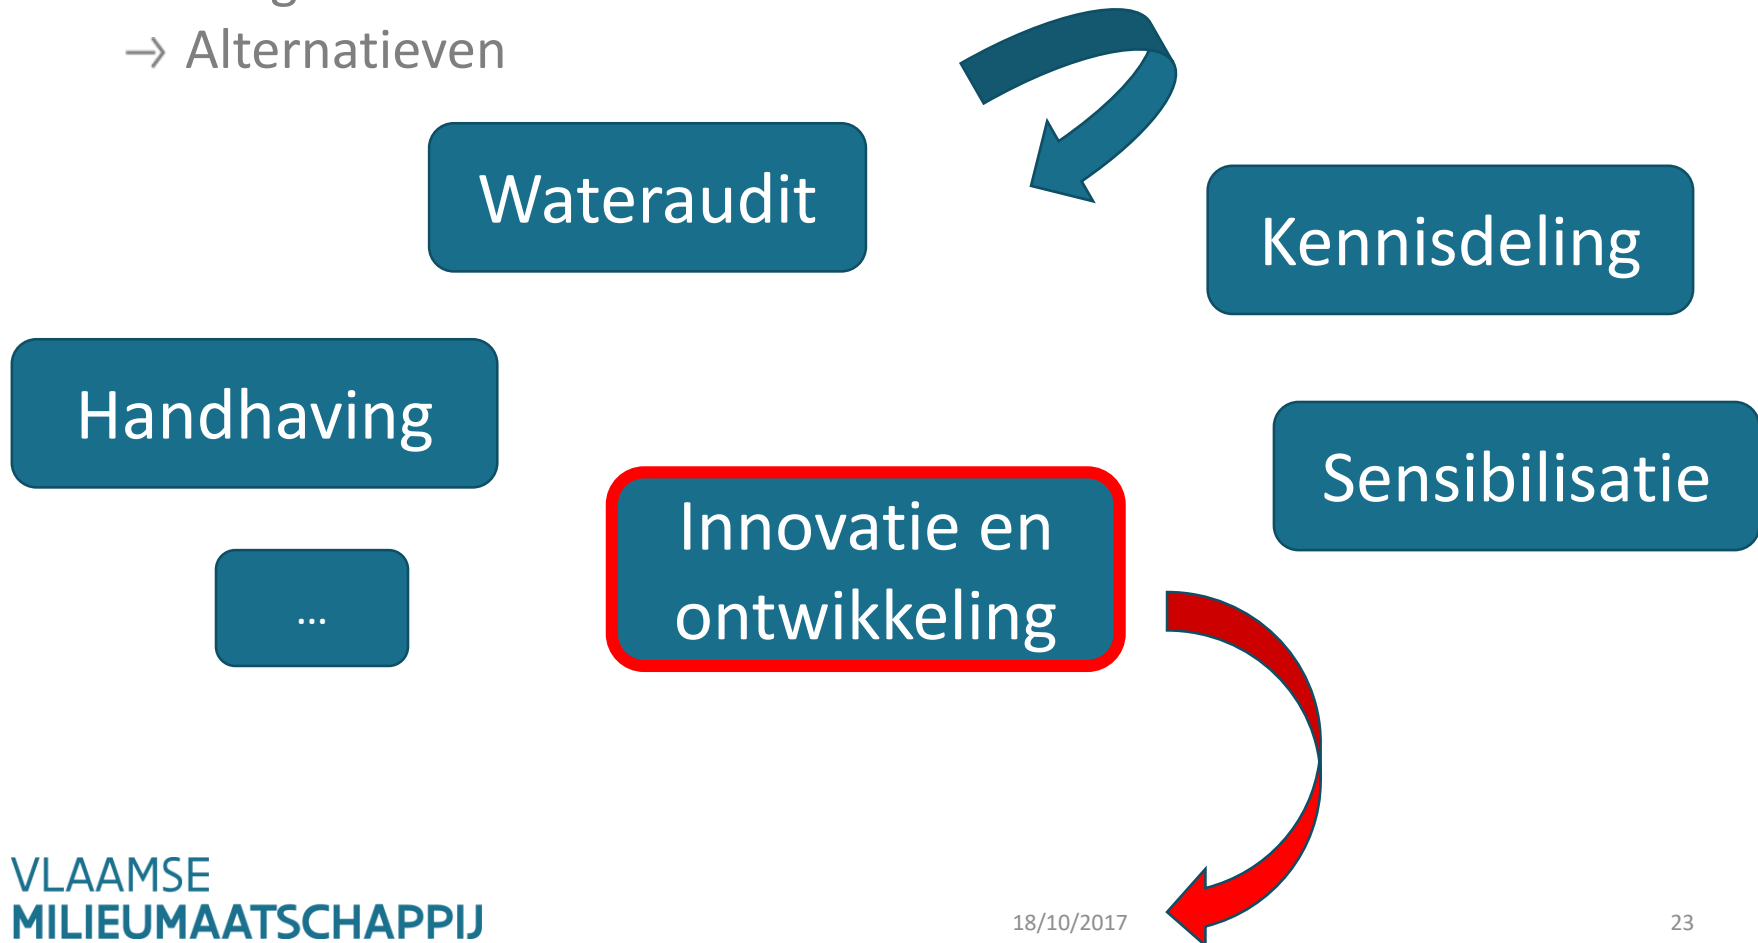 → Alternatieven
Wateraudit
Kennisdeling
Handhaving
Sensibilisatie
Innovatie en
ontwikkeling
...
VLAAMSE
MILIEUMAATSCHAPPIJ
18/10/2017
23